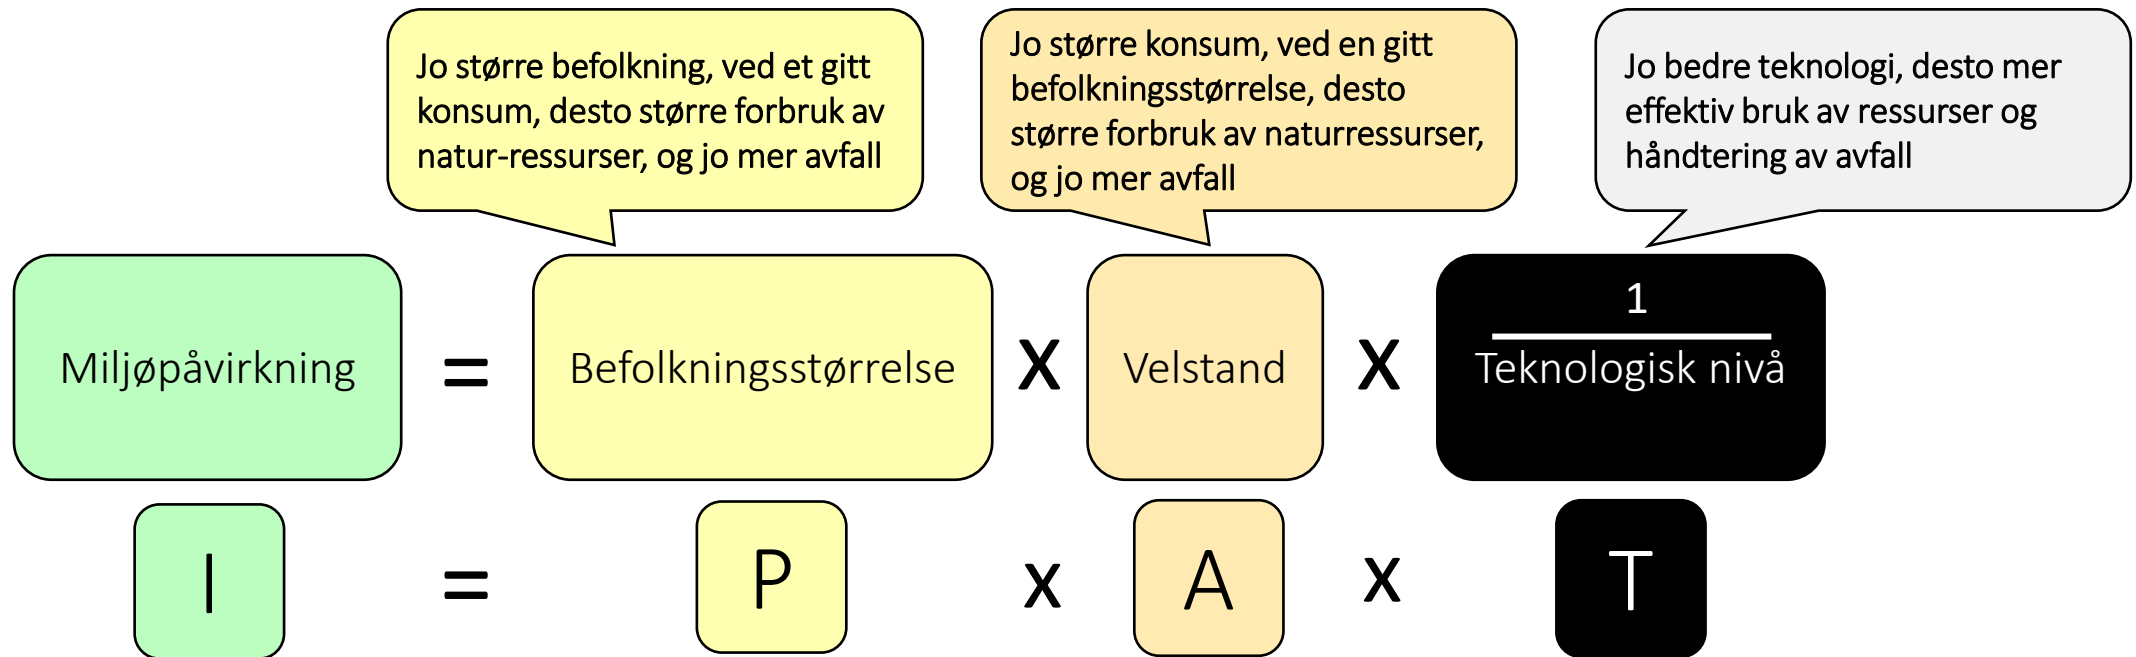 Jo større befolkning, ved et gitt
konsum, desto større forbruk av
natur-ressurser, og jo mer avfall
Jo større konsum, ved en gitt
befolkningsstørrelse, desto
større forbruk av naturressurser,
og jo mer avfall
Jo bedre teknologi, desto mer
effektiv bruk av ressurser og
håndtering av avfall
Miljøpåvirkning = Befolkningsstørrelse x Velstand x 1
Teknologisk nivå
I = P x A x T